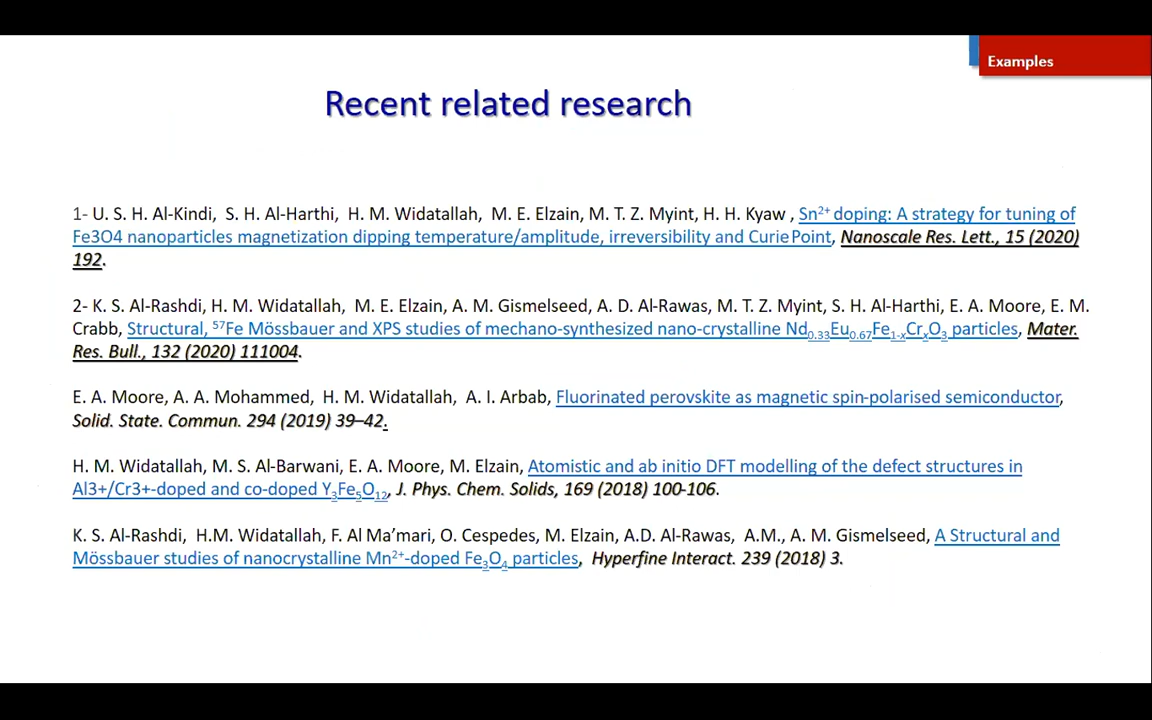 Examples
Recent related research
1- U. S. H. Al-Kindi, S. H. Al-Harthi, H. M. Widatallah, M. E. Elzain, M. T. Z. Myint, H. H. Kyaw , Sn²⁺ doping: A strategy for tuning of
Fe3O4 nanoparticles magnetization dipping temperature/amplitude, irreversibility and Curie Point, Nanoscale Res. Lett., 15 (2020)
192.
2- K. S. Al-Rashdi, H. M. Widatallah, M. E. Elzain, A. M. Gismelseed, A. D. Al-Rawas, M. T. Z. Myint, S. H. Al-Harthi, E. A. Moore, E. M.
Crabb, Structural, ⁵⁷Fe Mössbauer and XPS studies of mechano-synthesized nano-crystalline Nd₀.₃₃Eu₀.₆₇Fe₁₋ₓCrₓO₃ particles, Mater.
Res. Bull., 132 (2020) 111004.
E. A. Moore, A. A. Mohammed, H. M. Widatallah, A. I. Arbab, Fluorinated perovskite as magnetic spin-polarised semiconductor,
Solid. State. Commun. 294 (2019) 39–42.
H. M. Widatallah, M. S. Al-Barwani, E. A. Moore, M. Elzain, Atomistic and ab initio DFT modelling of the defect structures in
Al3+/Cr3+-doped and co-doped Y₃Fe₅O₁₂, J. Phys. Chem. Solids, 169 (2018) 100-106.
K. S. Al-Rashdi, H.M. Widatallah, F. Al Ma’mari, O. Cespedes, M. Elzain, A.D. Al-Rawas, A.M., A. M. Gismelseed, A Structural and
Mössbauer studies of nanocrystalline Mn²⁺-doped Fe₃O₄ particles, Hyperfine Interact. 239 (2018) 3.